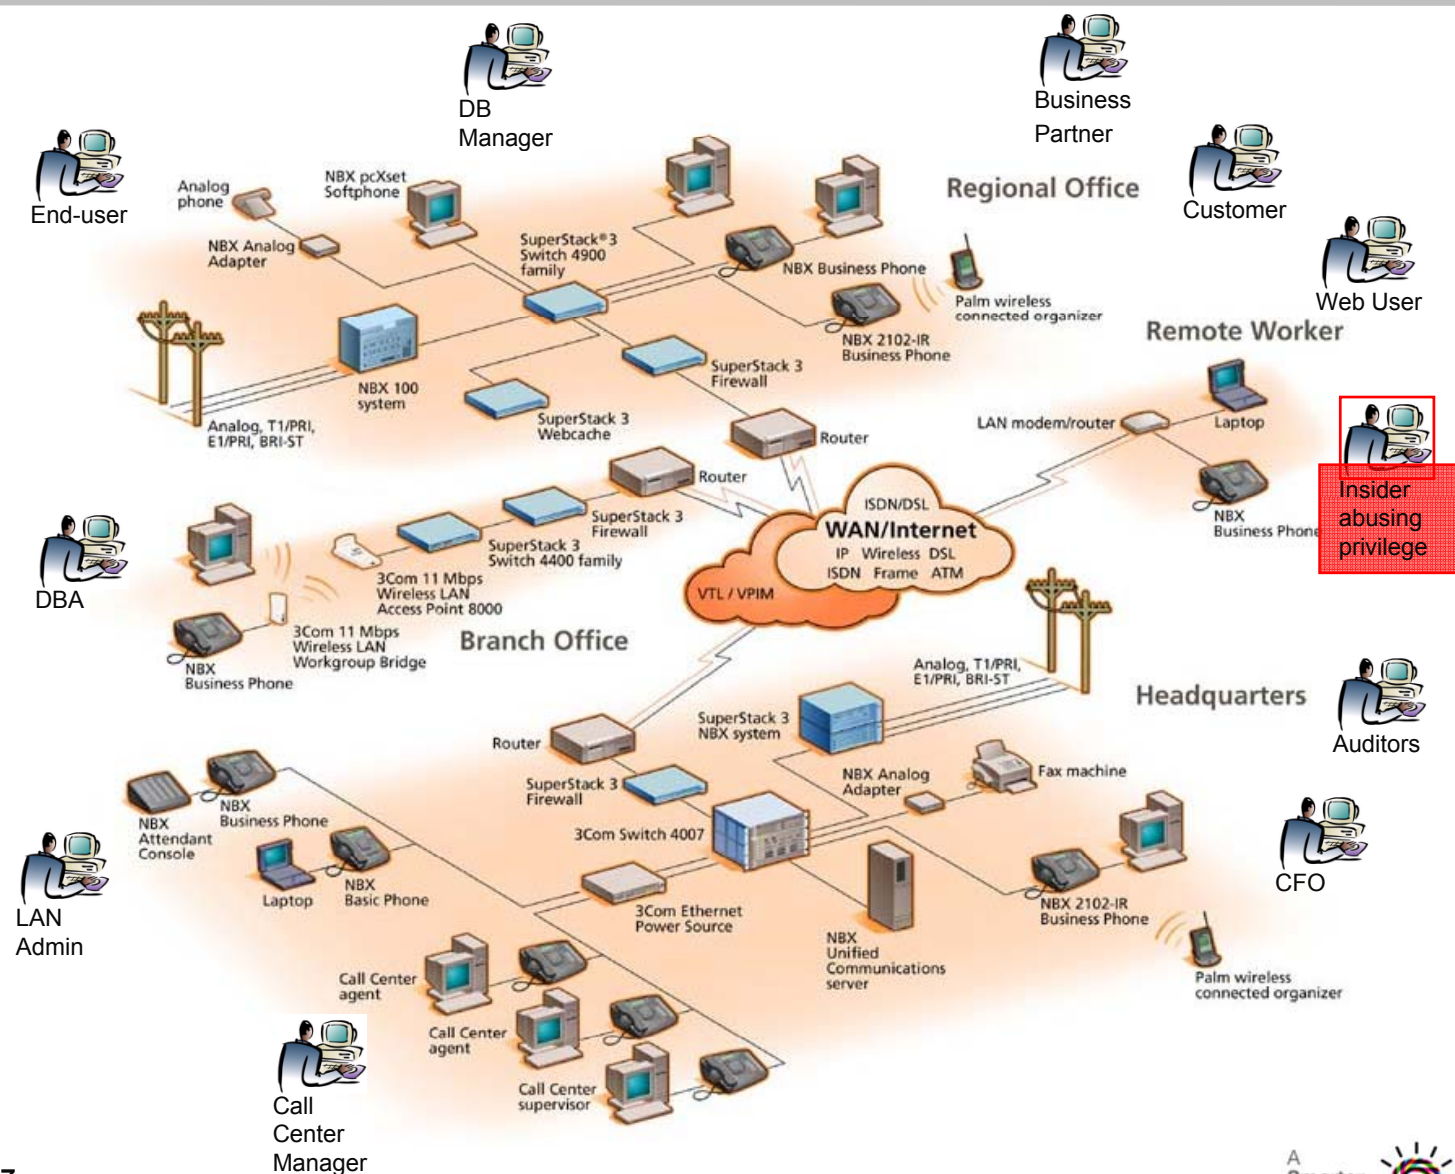 DB
Manager
Business
Partner
End-user
Customer
Web User
Analog
phone
NBX pcXset
Softphone
NBX Analog
Adapter
SuperStack®3
Switch 4900
family
Regional Office
NBX Business Phone
Palm wireless
connected organizer
NBX 2102-IR
Business Phone
SuperStack 3
Firewall
NBX 100
system
SuperStack 3
Webcache
Analog, T1/PRI,
E1/PRI, BRI-ST
Router
Remote Worker
LAN modem/router
Laptop
NBX
Business Phone
Insider
abusing
privilege
Router
SuperStack 3
Firewall
SuperStack 3
Switch 4400 family
3Com 11 Mbps
Wireless LAN
Access Point 8000
3Com 11 Mbps
Wireless LAN
Workgroup Bridge
NBX
Business Phone
DBA
Branch Office
ISDN/DSL
WAN/Internet
IP Wireless DSL
ISDN Frame ATM
VTL / VPIM
Analog, T1/PRI,
E1/PRI, BRI-ST
Headquarters
Auditors
SuperStack 3
NBX system
Router
SuperStack 3
Firewall
NBX Analog
Adapter
Fax machine
3Com Switch 4007
NBX
Attendant
Console
NBX
Business Phone
Laptop
NBX
Basic Phone
LAN
Admin
3Com Ethernet
Power Source
NBX
Unified
Communications
server
NBX 2102-IR
Business Phone
CFO
Palm wireless
connected organizer
Call Center
agent
Call Center
agent
Call Center
supervisor
Call
Center
Manager
A